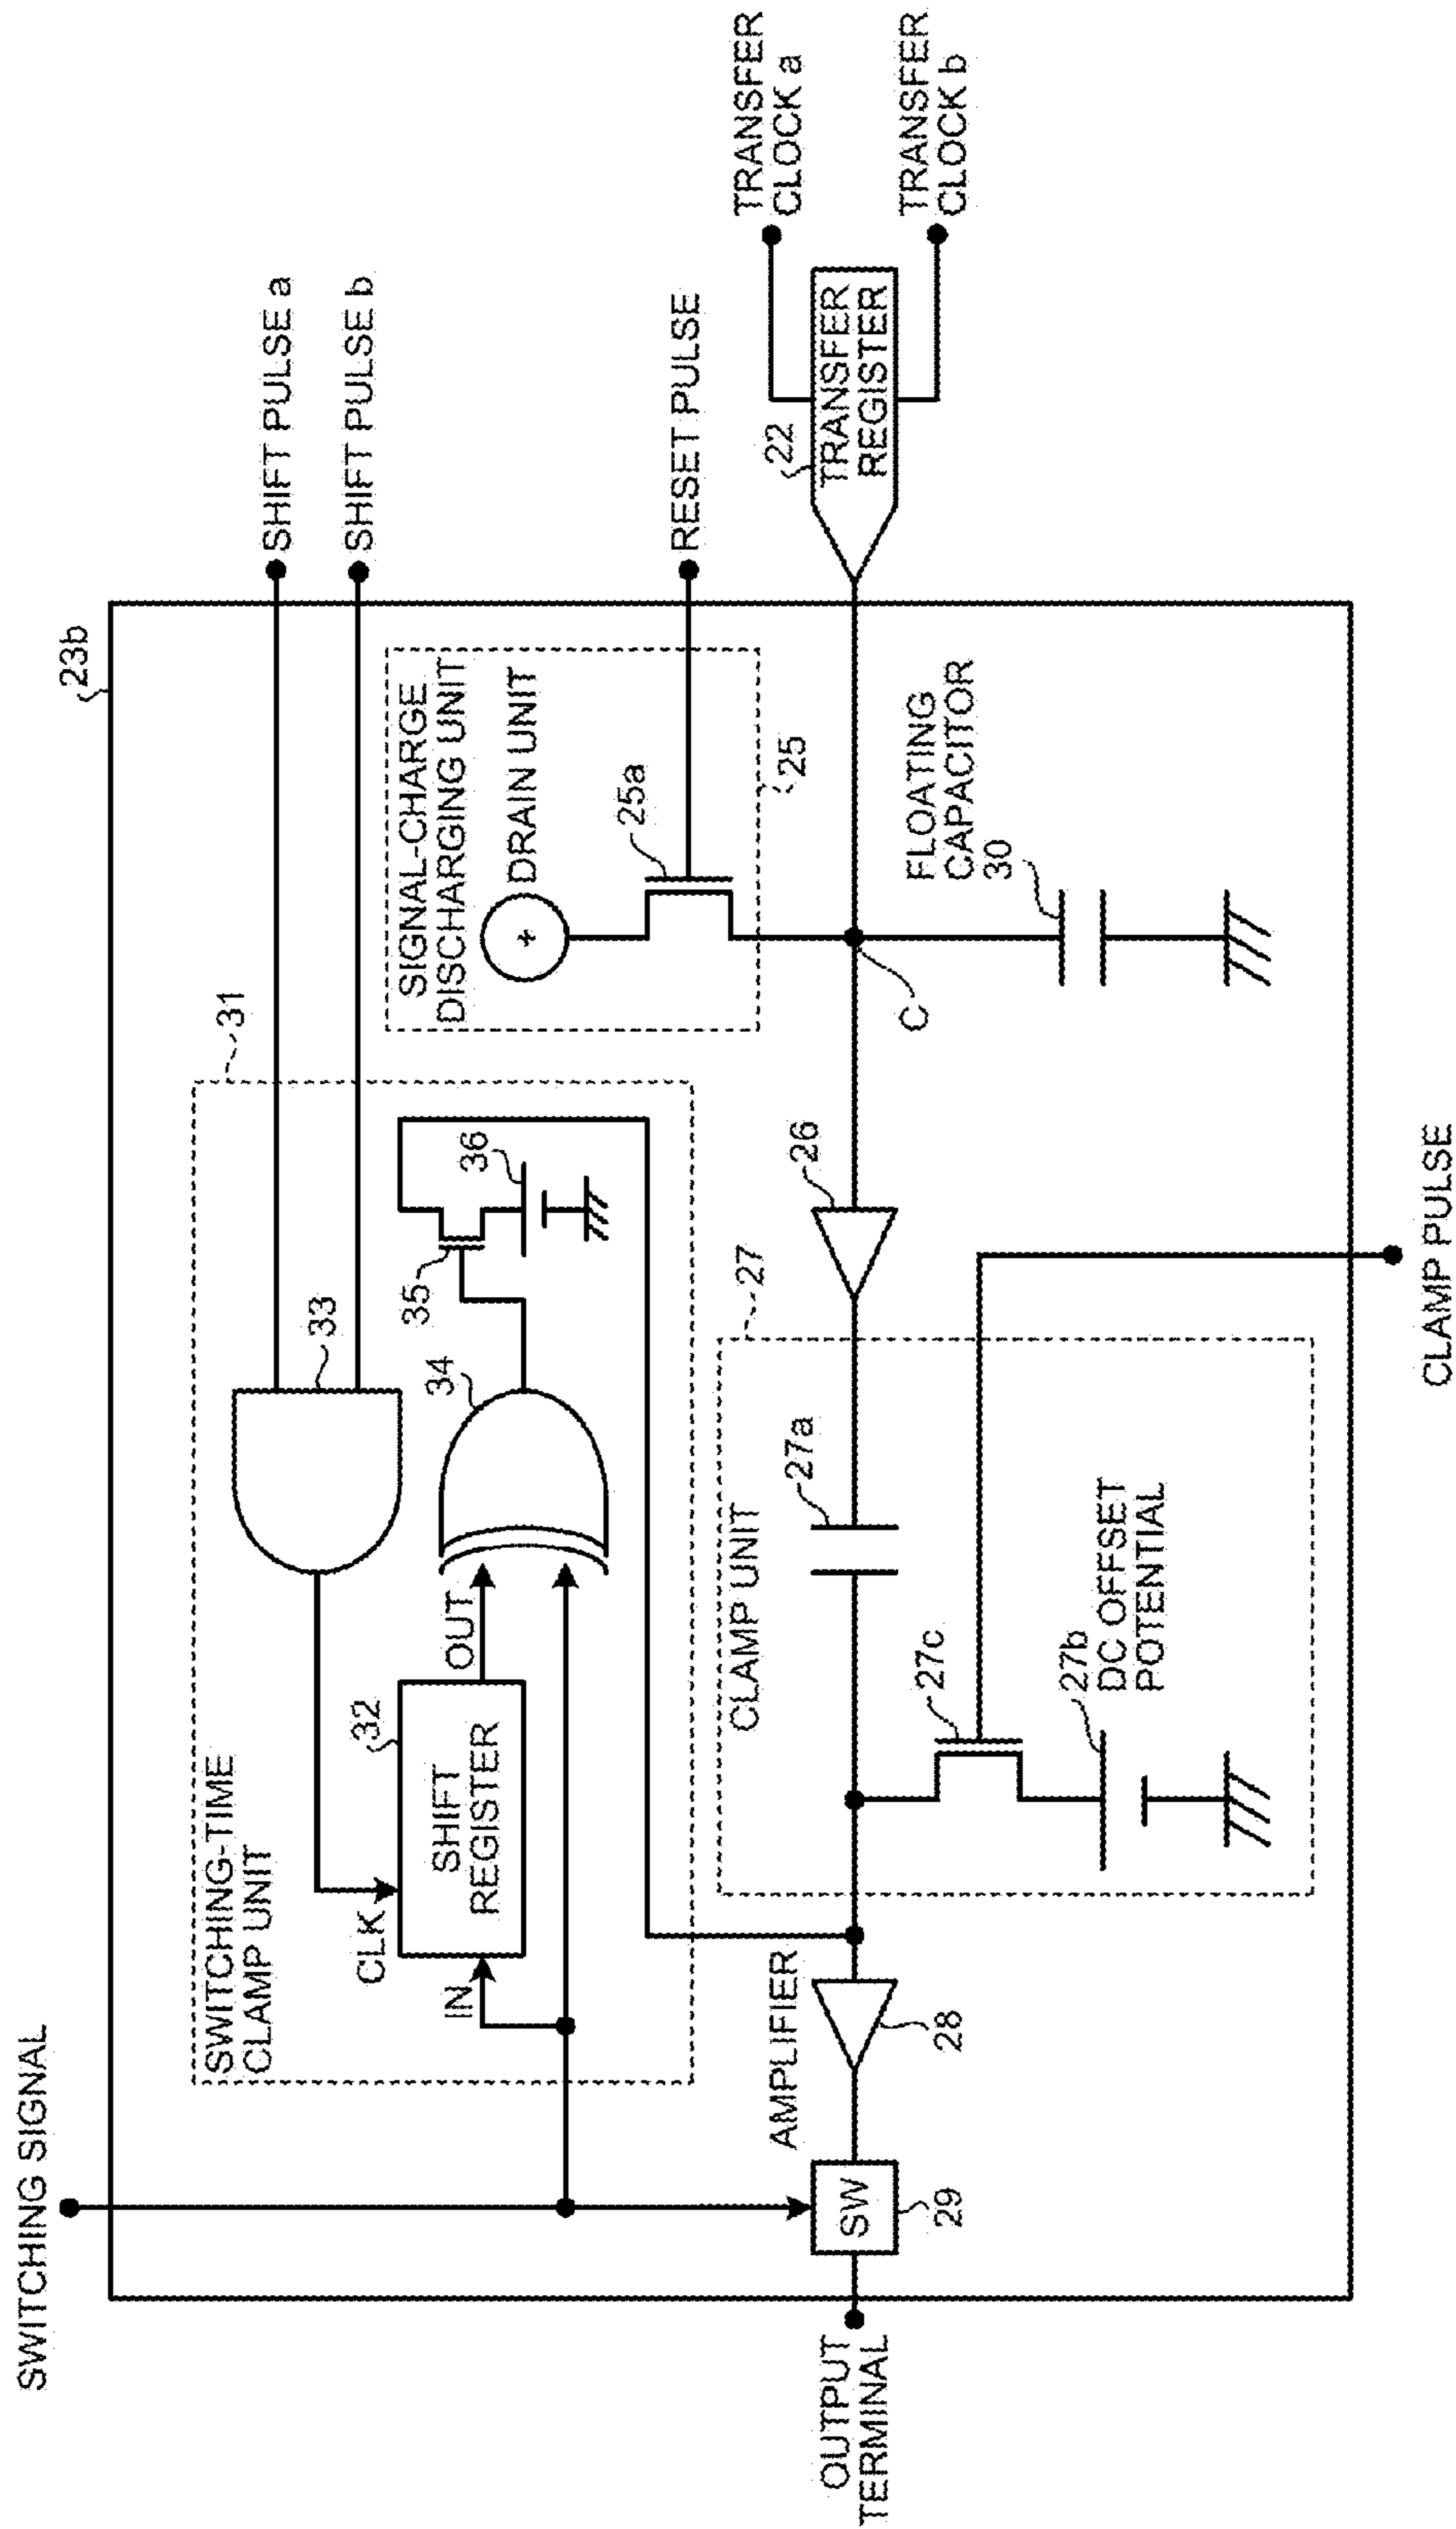 SWITCHING SIGNAL
23b
SHIFT PULSE a
SHIFT PULSE b
SWITCHING-TIME
CLAMP UNIT
31
33
CLK
32
SHIFT
REGISTER
IN
OUT
34
35
36
SIGNAL-CHARGE
DISCHARGING UNIT
+
DRAIN UNIT
25a
25
RESET PULSE
TRANSFER
CLOCK a
22
TRANSFER
REGISTER
TRANSFER
CLOCK b
C
FLOATING
CAPACITOR
30
26
27
CLAMP UNIT
27a
27c
27b
DC OFFSET
POTENTIAL
AMPLIFIER
28
SW
29
OUTPUT
TERMINAL
CLAMP PULSE